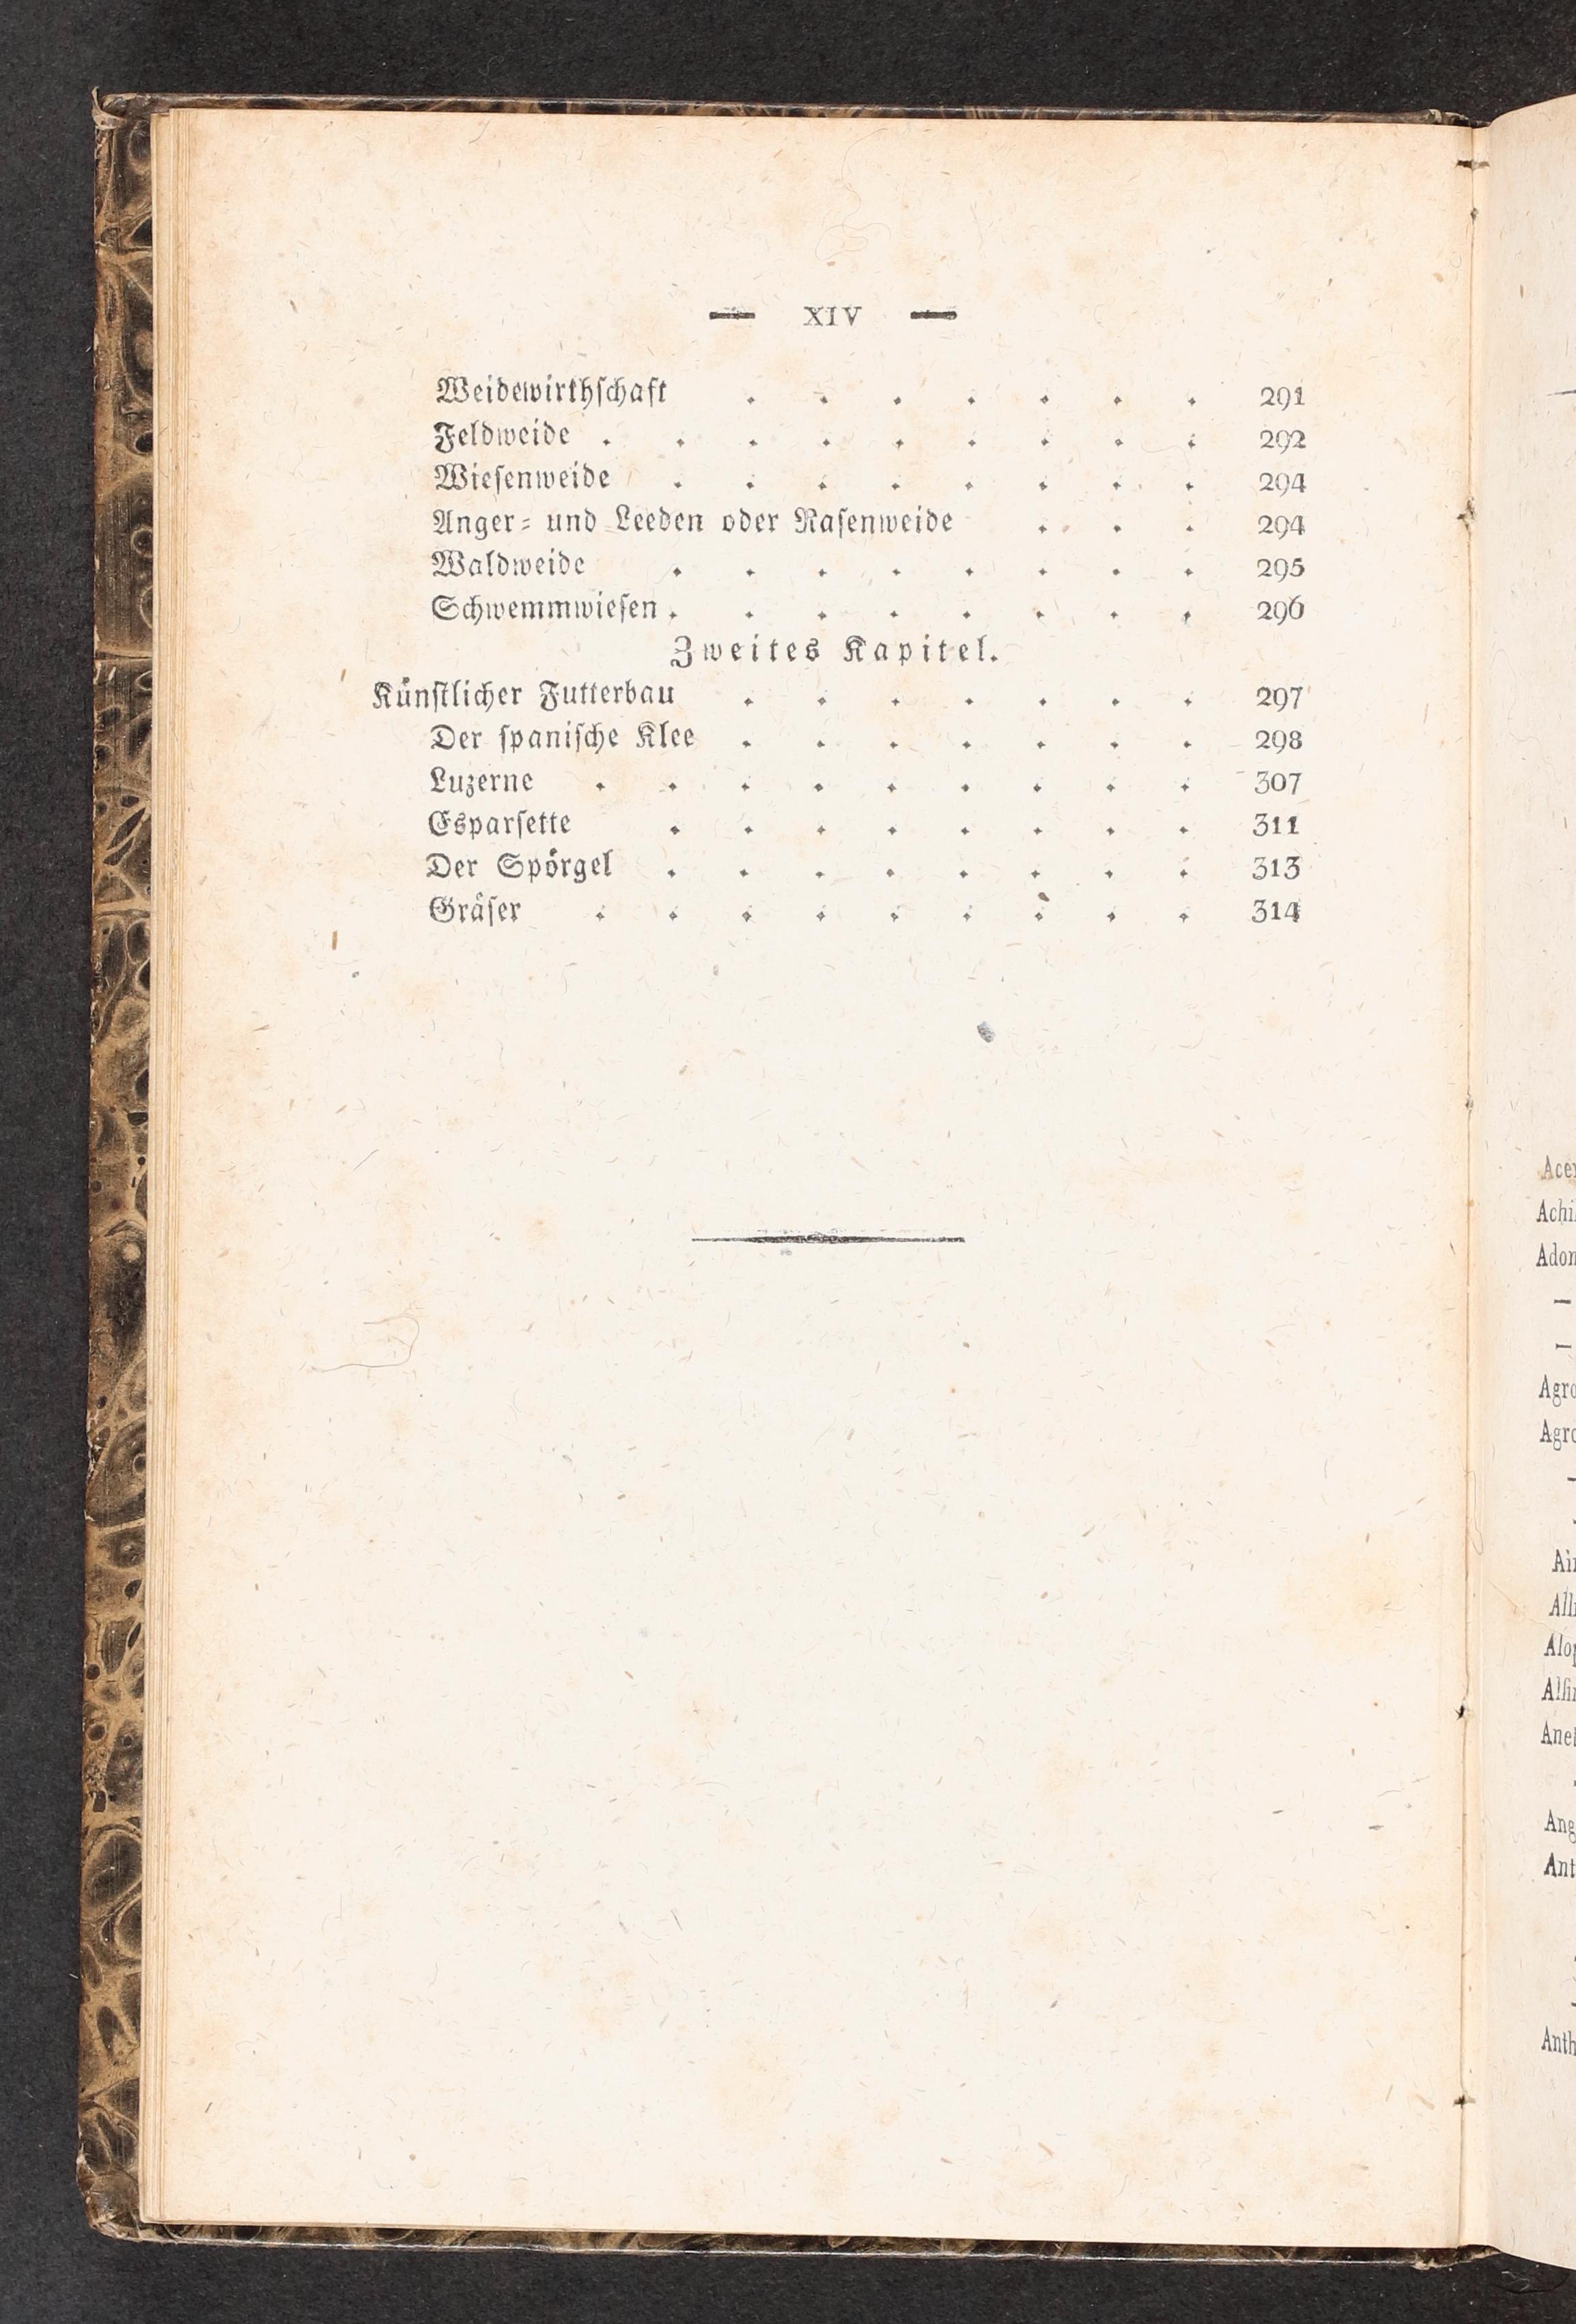 — XIV —
Weidewirthschaft . . . . . . . 291
Feldweide . . . . . . . . . 292
Wiesenweide . . . . . . . . 294
Anger- und Leeden oder Rasenweide . . . 294
Waldweide . . . . . . . . 295
Schwemmwiesen . . . . . . . . 296
Zweites Kapitel.
Künstlicher Futterbau . . . . . . . 297
Der spanische Klee . . . . . . . 298
Luzerne . . . . . . . . . 307
Esparsette . . . . . . . . 311
Der Spörgel . . . . . . . . 313
Gräser . . . . . . . . . 314